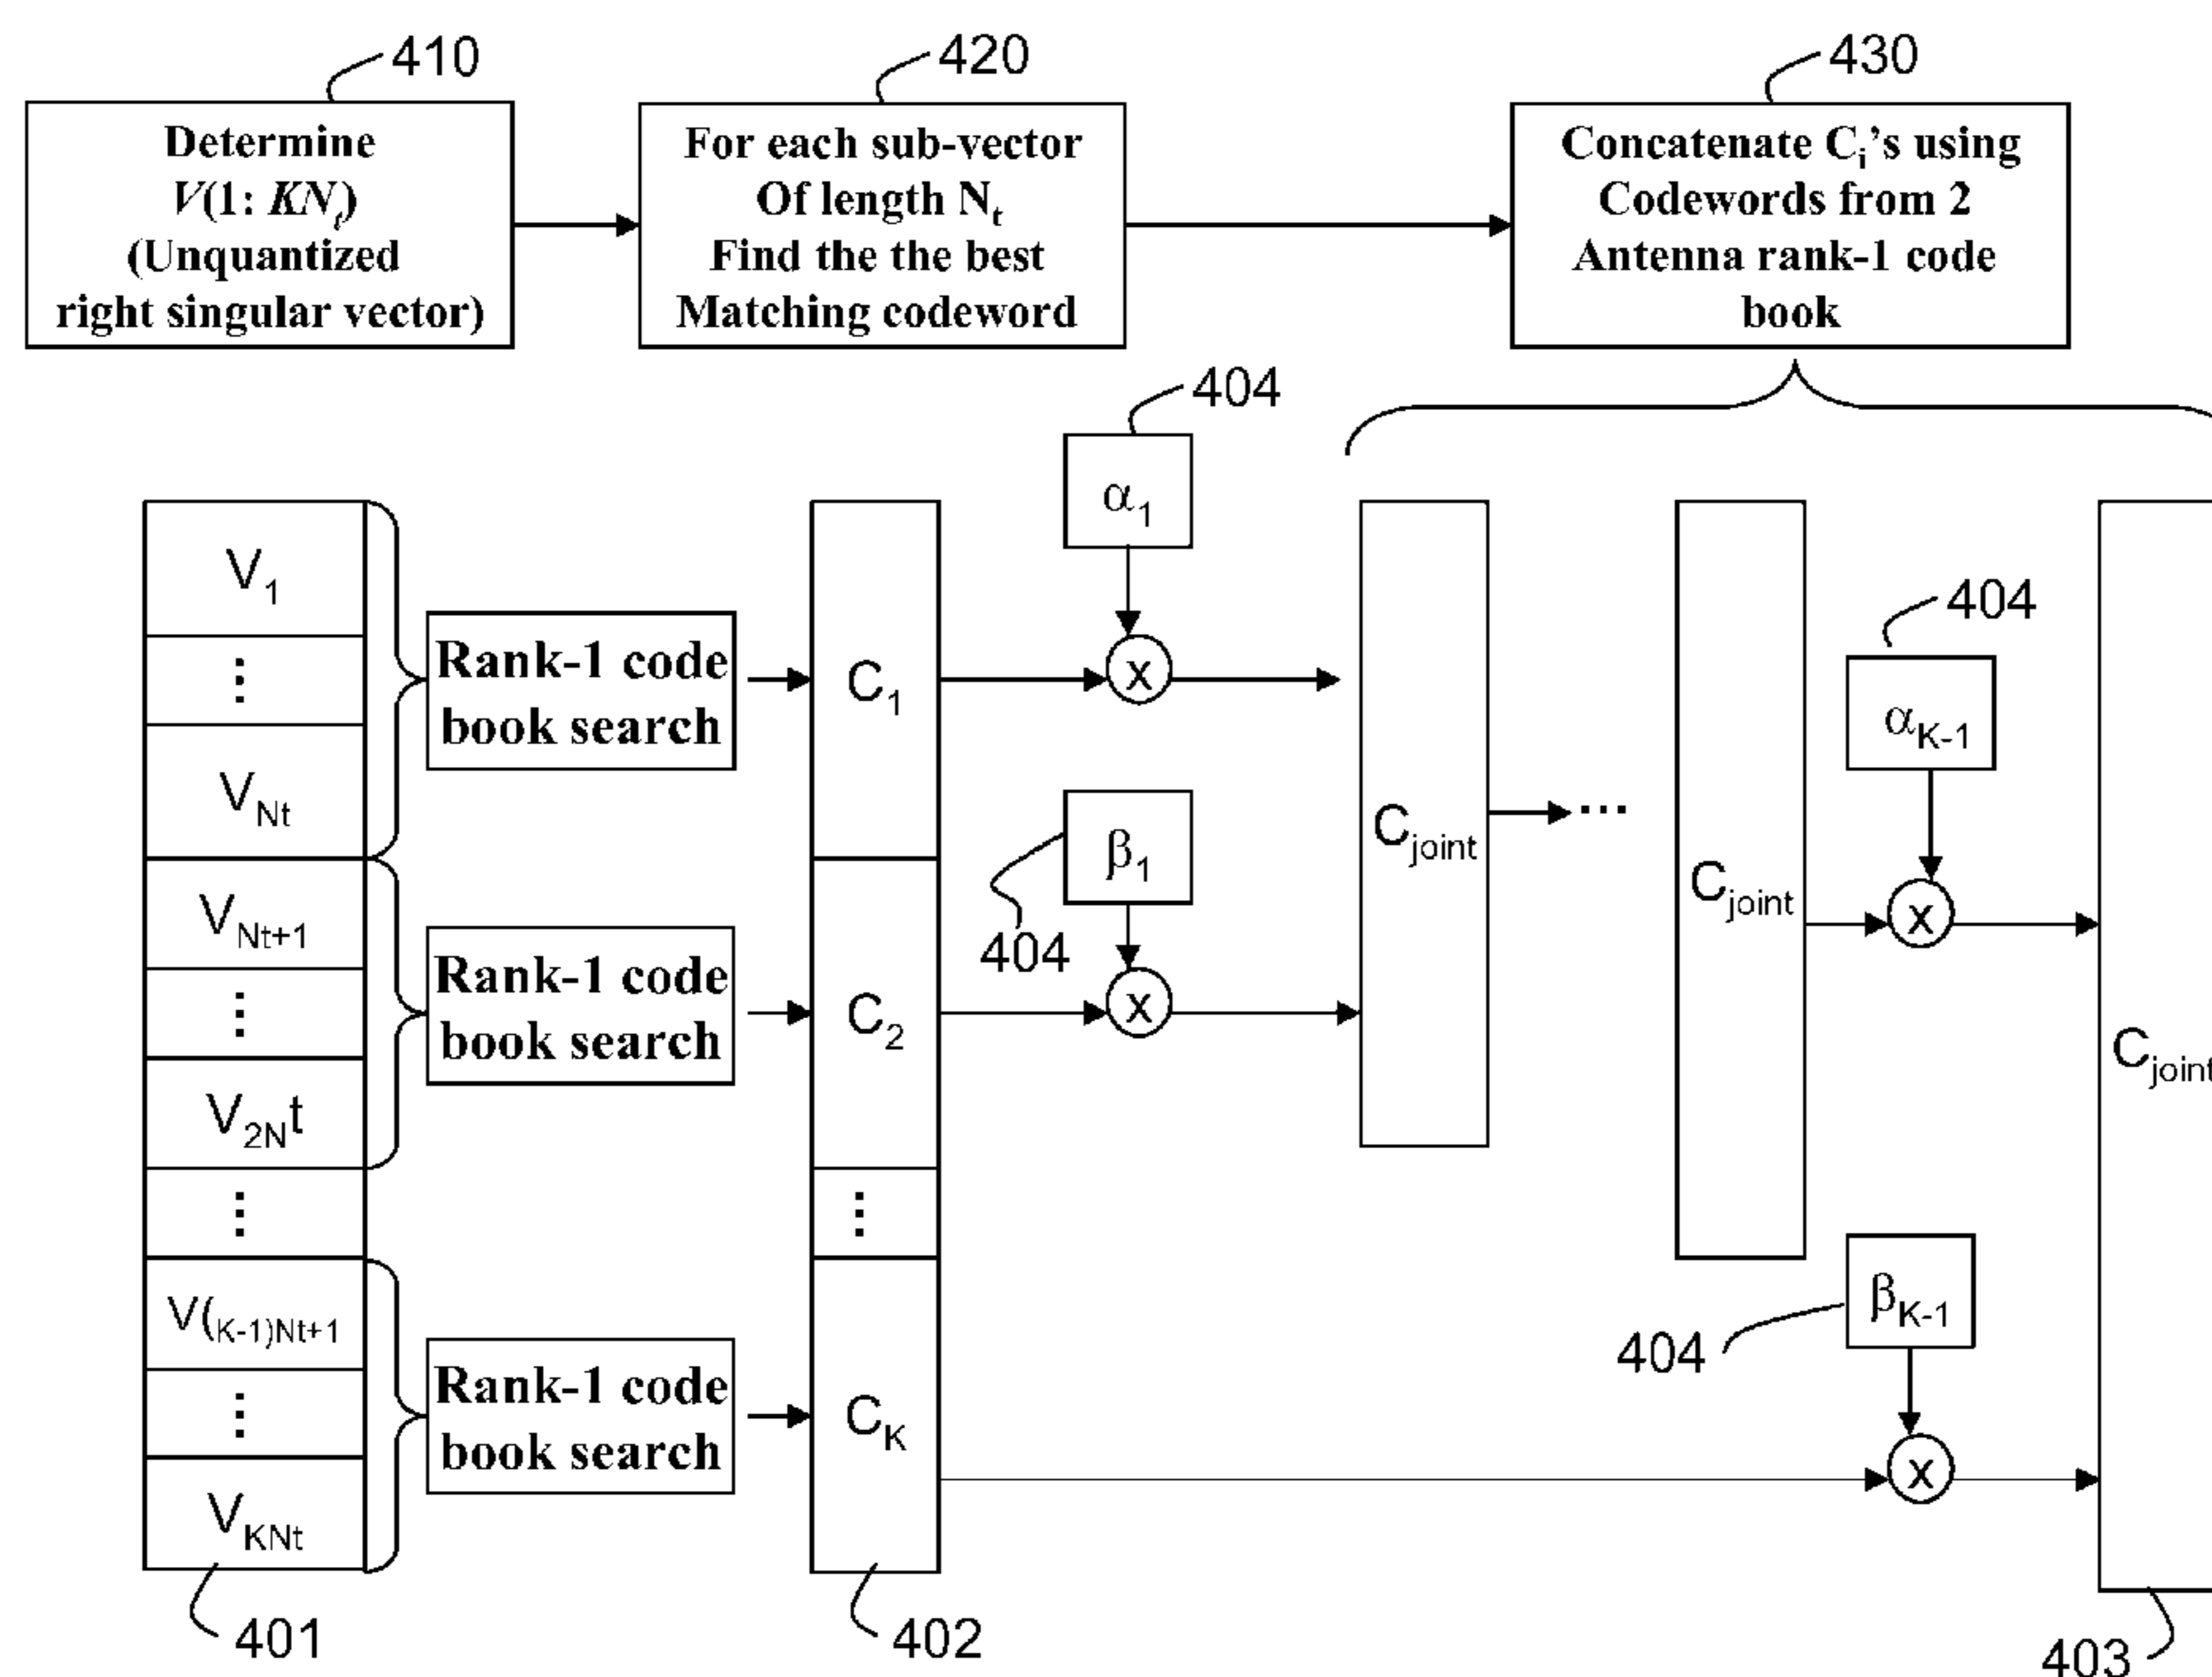 410
420
430
Determine
V(1: KNt)
(Unquantized
right singular vector)
For each sub-vector
Of length Nt
Find the the best
Matching codeword
Concatenate Ci's using
Codewords from 2
Antenna rank-1 code
book
404
α1
V1
⋮
VNt
Rank-1 code
book search
C1
X
404
αK-1
β1
404
Cjoint
...
Cjoint
X
VNt+1
⋮
V2Nt
Rank-1 code
book search
C2
X
Cjoint
⋮
⋮
V(K-1)Nt+1
⋮
VKNt
Rank-1 code
book search
CK
βK-1
404
X
401
402
403